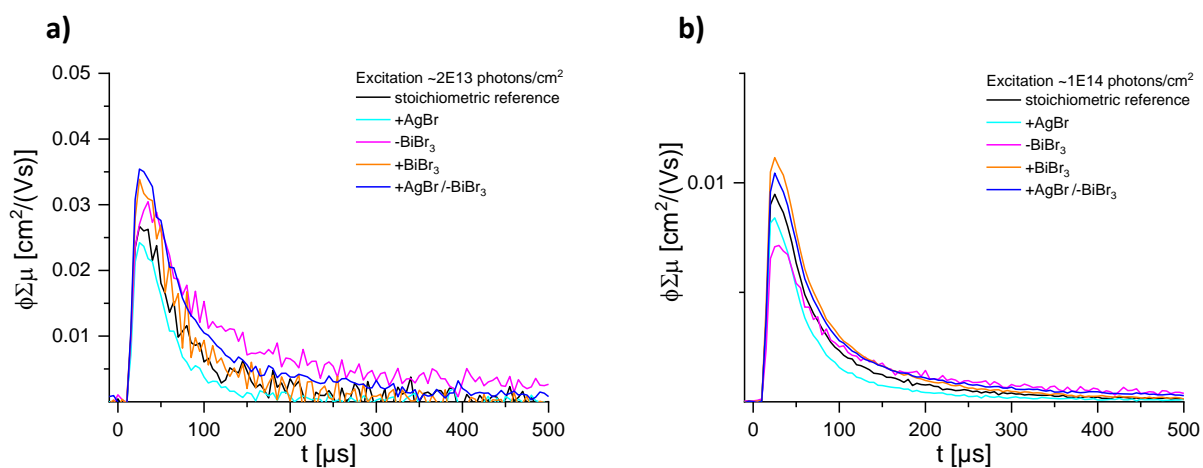 a)
0.05
0.04
0.03
0.02
0.01
0
100
200
300
400
500
ϕΣμ [cm²/(Vs)]
t [µs]
Excitation ~2E13 photons/cm²
stoichiometric reference
+AgBr
-BiBr₃
+BiBr₃
+AgBr /-BiBr₃
b)
0.01
0
100
200
300
400
500
ϕΣμ [cm²/(Vs)]
t [µs]
Excitation ~1E14 photons/cm²
stoichiometric reference
+AgBr
-BiBr₃
+BiBr₃
+AgBr /-BiBr₃